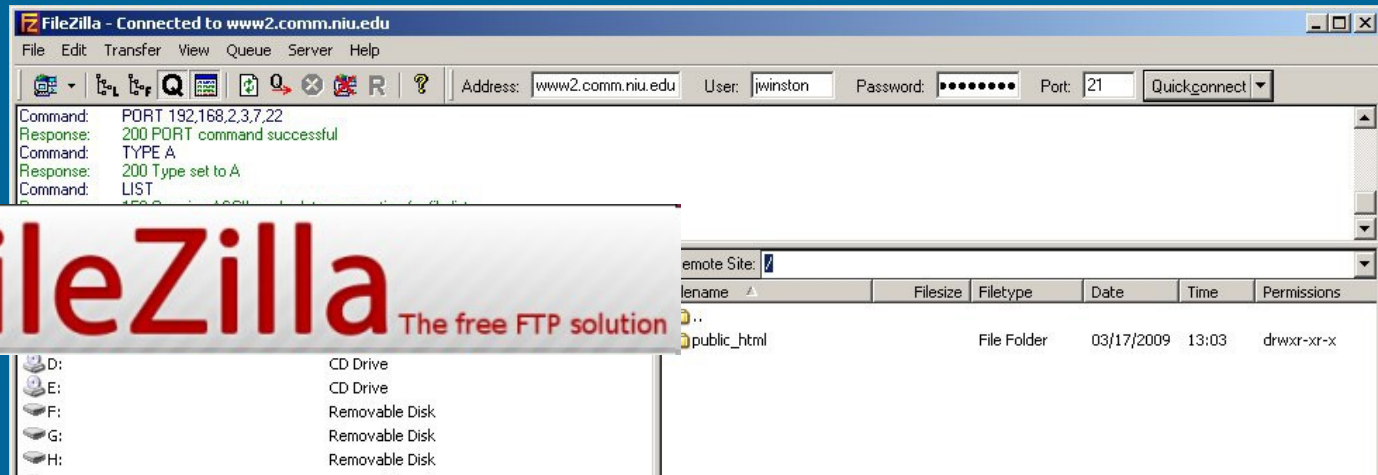 FileZilla - Connected to www2.comm.niu.edu
File Edit Transfer View Queue Server Help
Address: www2.comm.niu.edu User: jwinston Password: •••••••• Port: 21 Quickconnect
Command: PORT 192,168,2,3,7,22
Response: 200 PORT command successful
Command: TYPE A
Response: 200 Type set to A
Command: LIST
ileZilla The free FTP solution
emote Site: /
lename Filesize Filetype Date Time Permissions
..
public_html File Folder 03/17/2009 13:03 drwxr-xr-x
D: CD Drive
E: CD Drive
F: Removable Disk
G: Removable Disk
H: Removable Disk